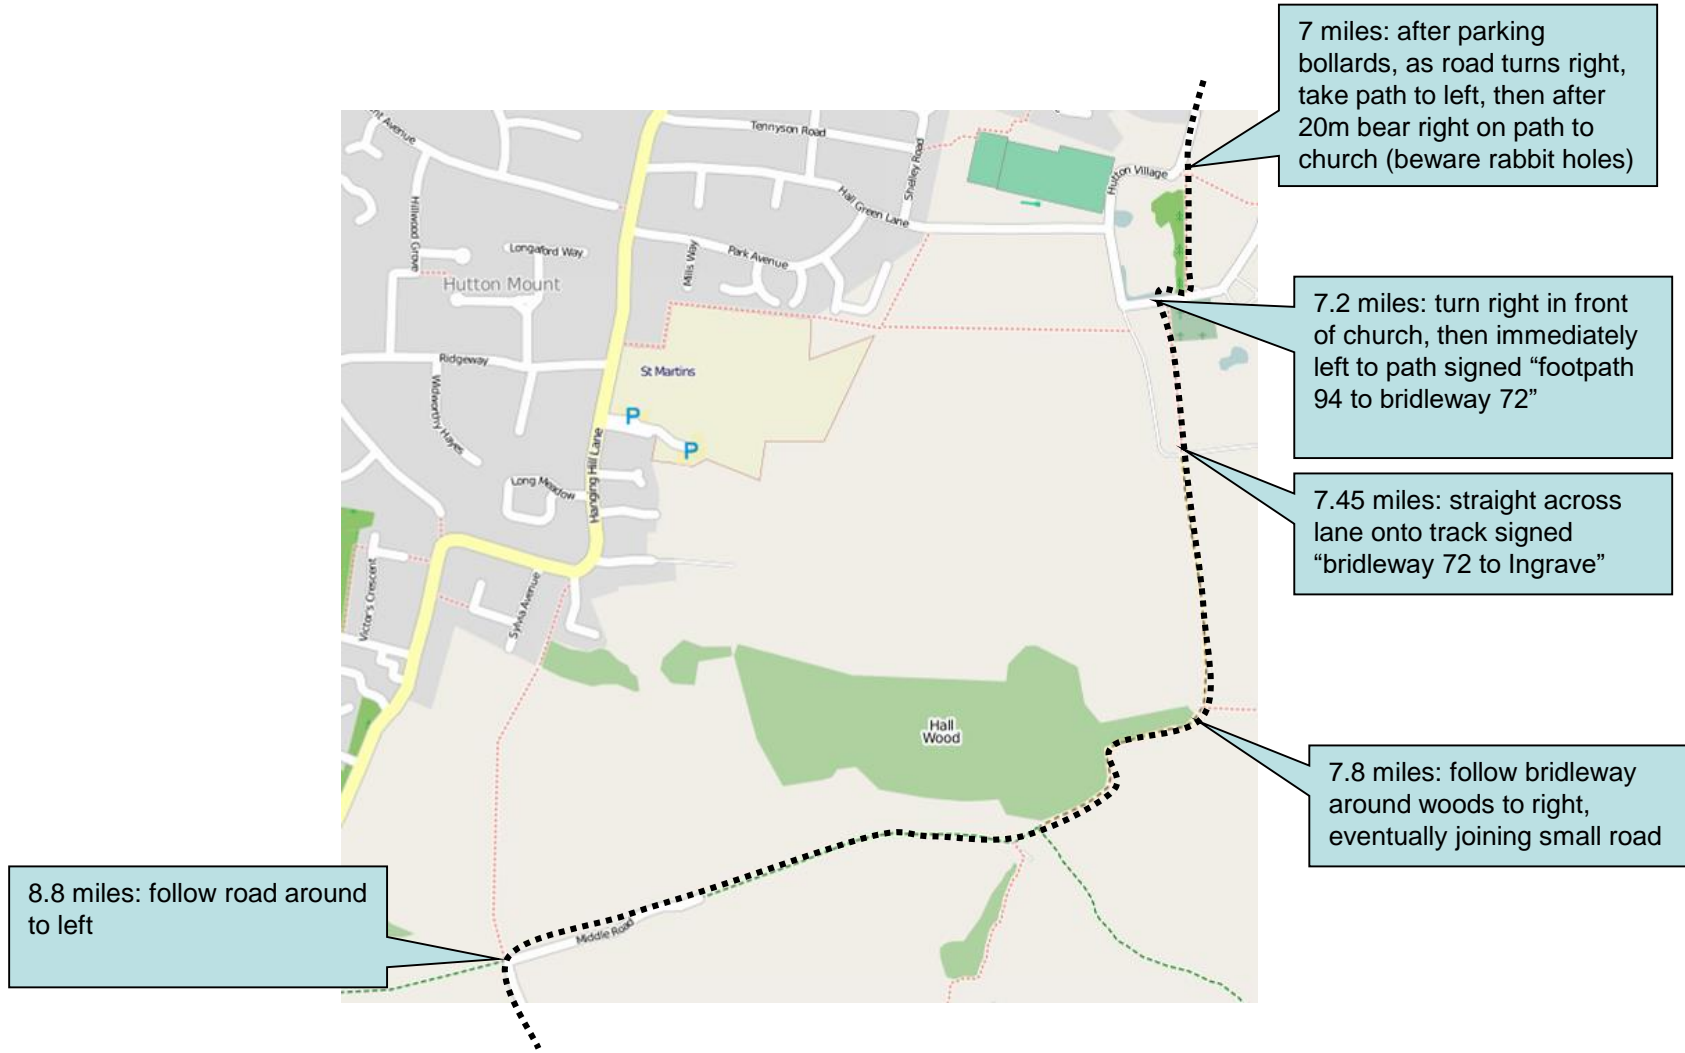 7 miles: after parking
bollards, as road turns right,
take path to left, then after
20m bear right on path to
church (beware rabbit holes)
7.2 miles: turn right in front
of church, then immediately
left to path signed “footpath
94 to bridleway 72”
7.45 miles: straight across
lane onto track signed
“bridleway 72 to Ingrave”
7.8 miles: follow bridleway
around woods to right,
eventually joining small road
8.8 miles: follow road around
to left
Avenue
Tennyson Road
Shelley Road
Hutton Village
Hall Green Lane
Hillwood Grove
Longaford Way
Mills Way
Park Avenue
Hutton Mount
Ridgeway
St Martins
Widworthy Hayes
P
P
Hanging Hill Lane
Long Meadow
Victor's Crescent
Sylvia Avenue
Hall
Wood
Middle Road